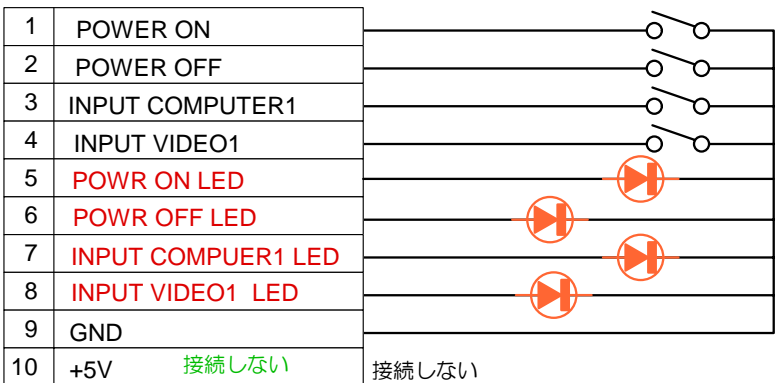 1 POWER ON
2 POWER OFF
3 INPUT COMPUTER1
4 INPUT VIDEO1
5 POWR ON LED
6 POWR OFF LED
7 INPUT COMPUER1 LED
8 INPUT VIDEO1 LED
9 GND
10 +5V 接続しない 接続しない